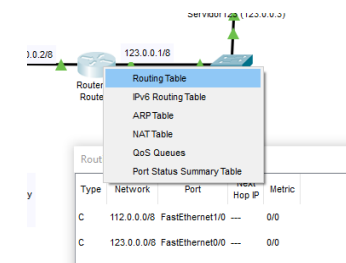 Servidor 123 (123.0.0.3)
0.0.2/8
123.0.0.1/8
Router
Route
Routing Table
IPv6 Routing Table
ARP Table
NAT Table
QoS Queues
Port Status Summary Table
Rout
y
Type Network Port Next Hop IP Metric
C 112.0.0.0/8 FastEthernet1/0 --- 0/0
C 123.0.0.0/8 FastEthernet0/0 --- 0/0